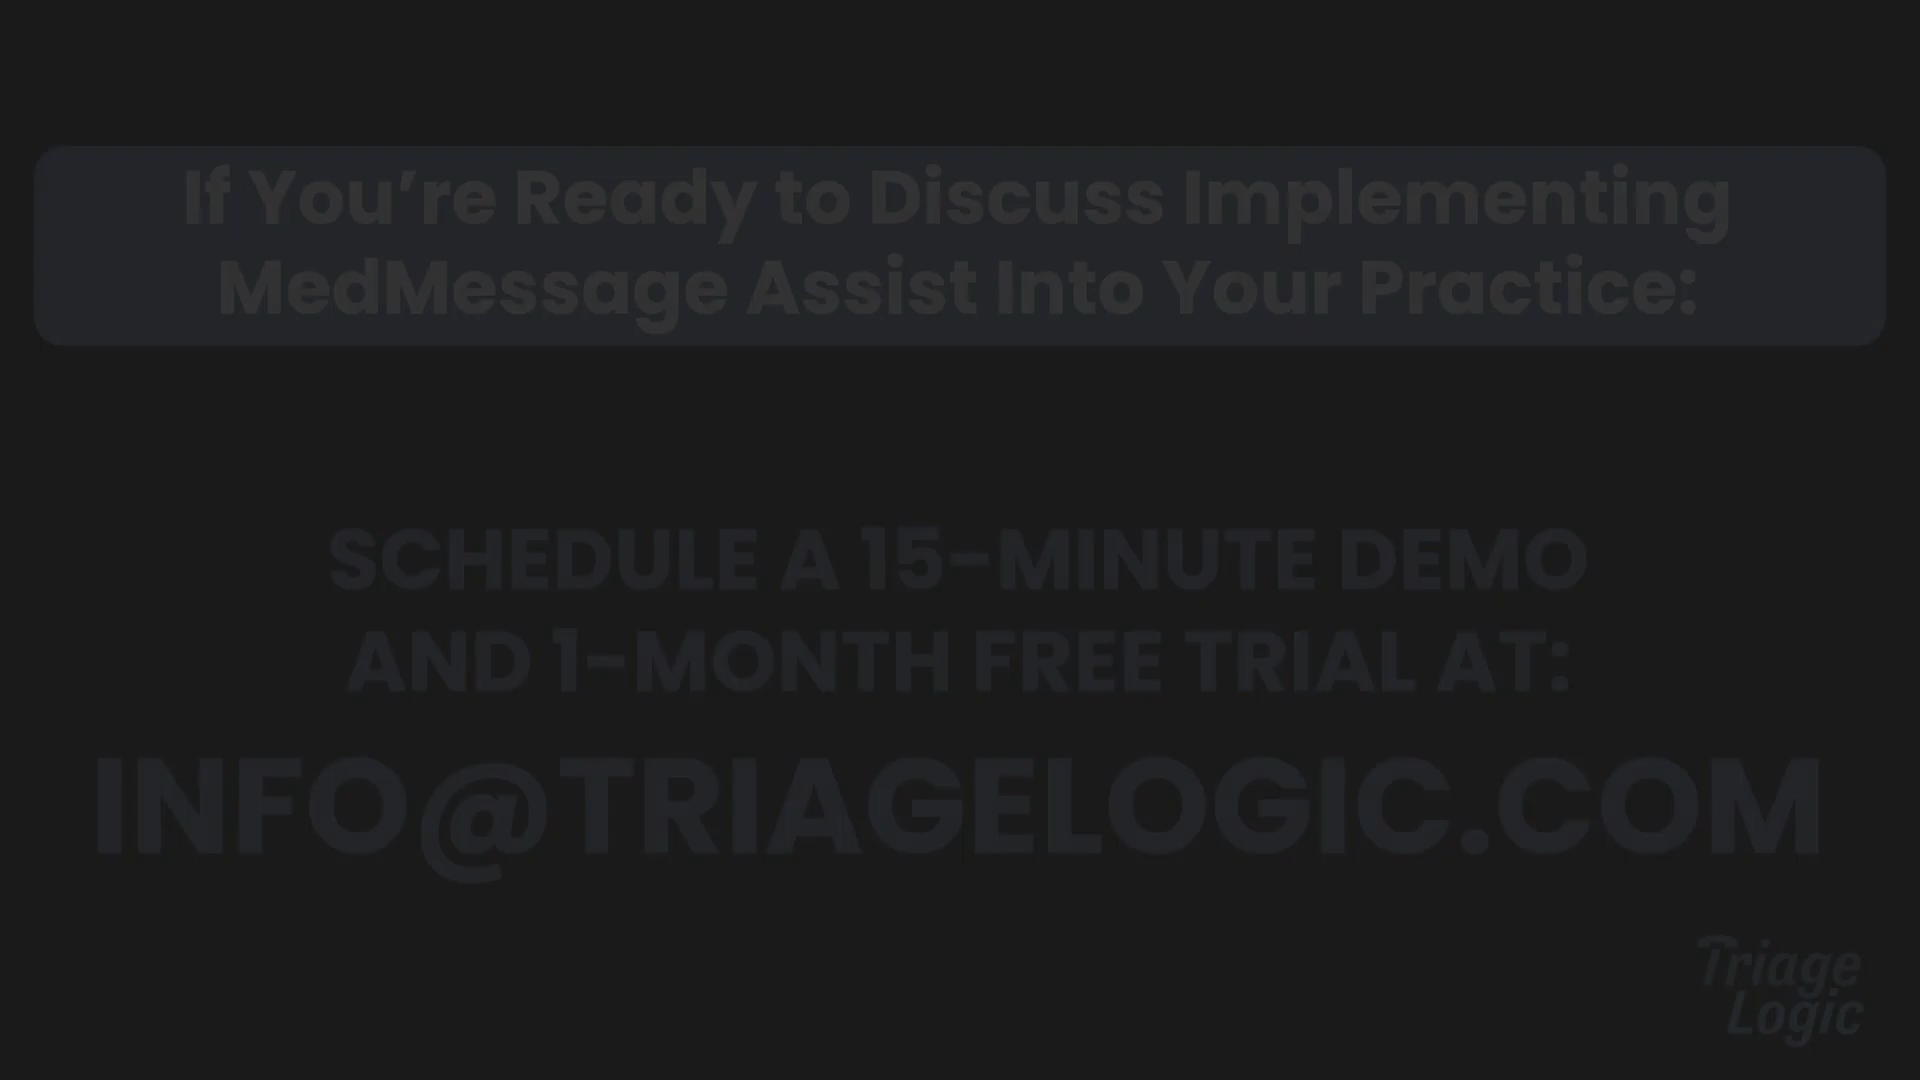 If You’re Ready to Discuss Implementing
MedMessage Assist Into Your Practice:
SCHEDULE A 15-MINUTE DEMO
AND 1-MONTH FREE TRIAL AT:
INFO@TRIAGELOGIC.COM
Triage
Logic